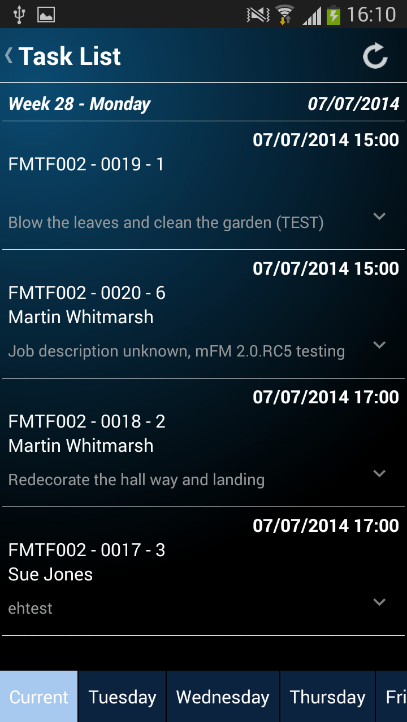 16:10
Task List
Week 28 - Monday 07/07/2014
07/07/2014 15:00
FMTF002 - 0019 - 1
Blow the leaves and clean the garden (TEST)
07/07/2014 15:00
FMTF002 - 0020 - 6
Martin Whitmarsh
Job description unknown, mFM 2.0.RC5 testing
07/07/2014 17:00
FMTF002 - 0018 - 2
Martin Whitmarsh
Redecorate the hall way and landing
07/07/2014 17:00
FMTF002 - 0017 - 3
Sue Jones
ehtest
Current Tuesday Wednesday Thursday Fri